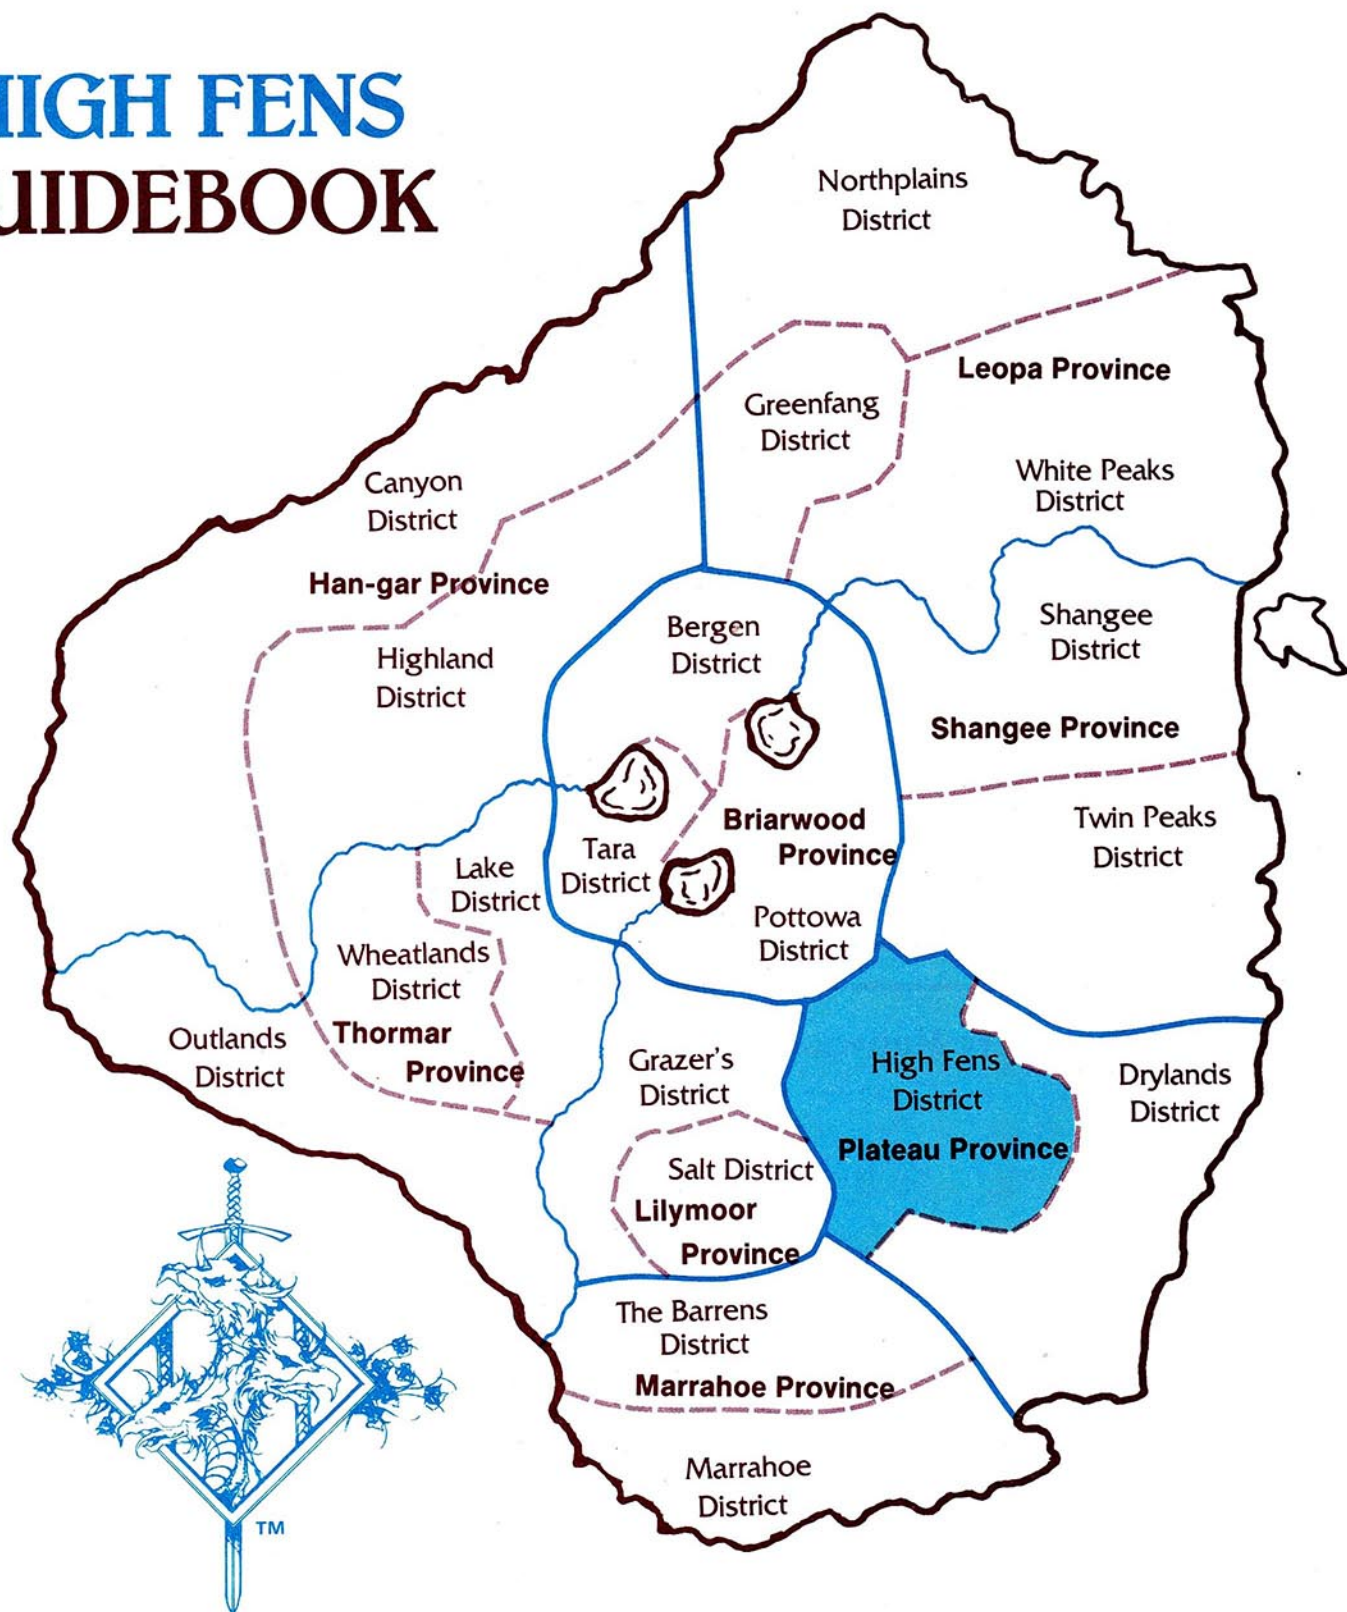 IGH FENS
UIDEBOOK
Northplains
District
Leopa Province
Greenfang
District
White Peaks
District
Canyon
District
Han-gar Province
Bergen
District
Shangee
District
Highland
District
Shangee Province
Briarwood
Province
Twin Peaks
District
Tara
District
Lake
District
Pottowa
District
Wheatlands
District
Thormar
Province
Outlands
District
Grazer's
District
High Fens
District
Plateau Province
Drylands
District
Salt District
Lilymoor
Province
The Barrens
District
Marrahoe Province
Marrahoe
District
TM